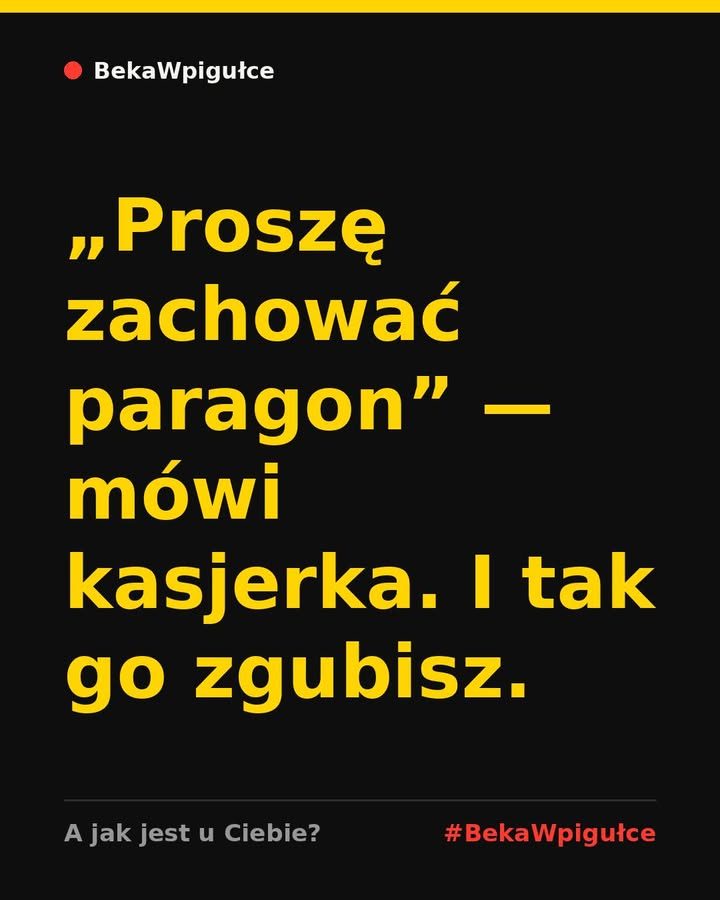 BekaWpigułce
„Proszę
zachować
paragon” —
mówi
kasjerka. I tak
go zgubisz.
A jak jest u Ciebie?
#BekaWpigułce